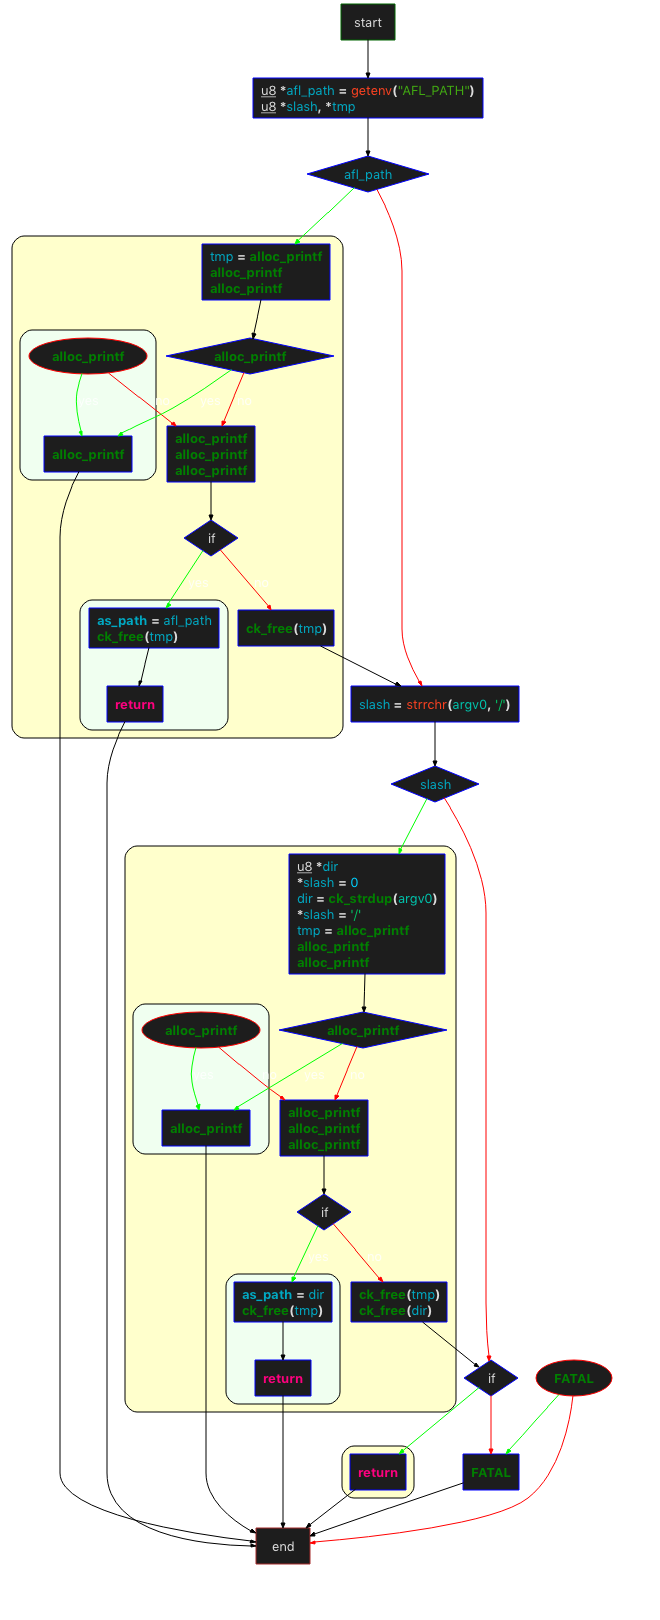 start
u8 *afl_path = getenv("AFL_PATH")
u8 *slash, *tmp
afl_path
tmp = alloc_printf
alloc_printf
alloc_printf
alloc_printf
alloc_printf
alloc_printf
alloc_printf
alloc_printf
alloc_printf
if
as_path = afl_path
ck_free(tmp)
ck_free(tmp)
return
slash = strrchr(argv0, '/')
slash
u8 *dir
*slash = 0
dir = ck_strdup(argv0)
*slash = '/'
tmp = alloc_printf
alloc_printf
alloc_printf
alloc_printf
alloc_printf
alloc_printf
alloc_printf
alloc_printf
alloc_printf
if
as_path = dir
ck_free(tmp)
ck_free(tmp)
ck_free(dir)
return
if
FATAL
return
FATAL
end